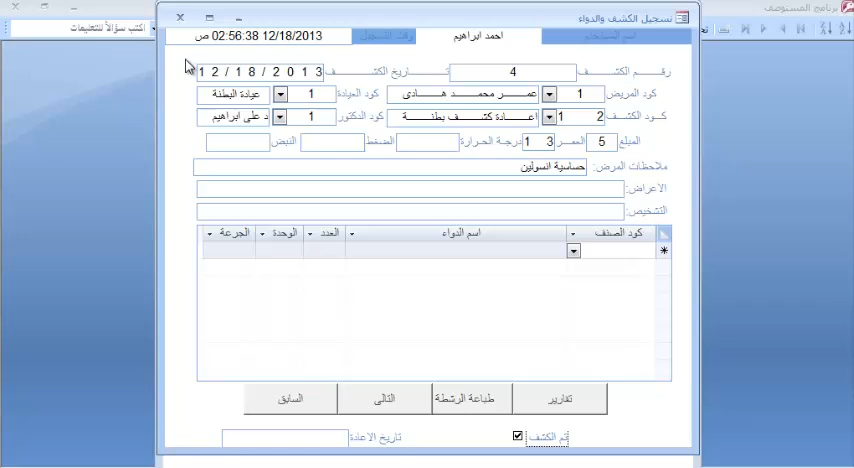 برنامج المستوصف
تسجيل الكشف والدواء
اكتب سؤالاً للتعليمات
اسم المستخدم احمد ابراهيم وقت التسجيل 12/18/2013 02:56:38 ص
رقم الكشف 4 تاريخ الكشف 12/18/2013
كود المريض 1 عمر محمد هادى كود العيادة 1 عيادة البطنة
كود الكشف 1 2 اعادة كشف بطنة كود الدكتور 1 د على ابراهيم
المبلغ 5 العمر 1 3 درجة الحرارة الضغط النبض
ملاحظات المرض: حساسية انسولين
الاعراض:
التشخيص:
كود الصنف اسم الدواء العدد الوحدة الجرعة
تقارير طباعة الرشطة التالى السابق
تم الكشف تاريخ الاعادة